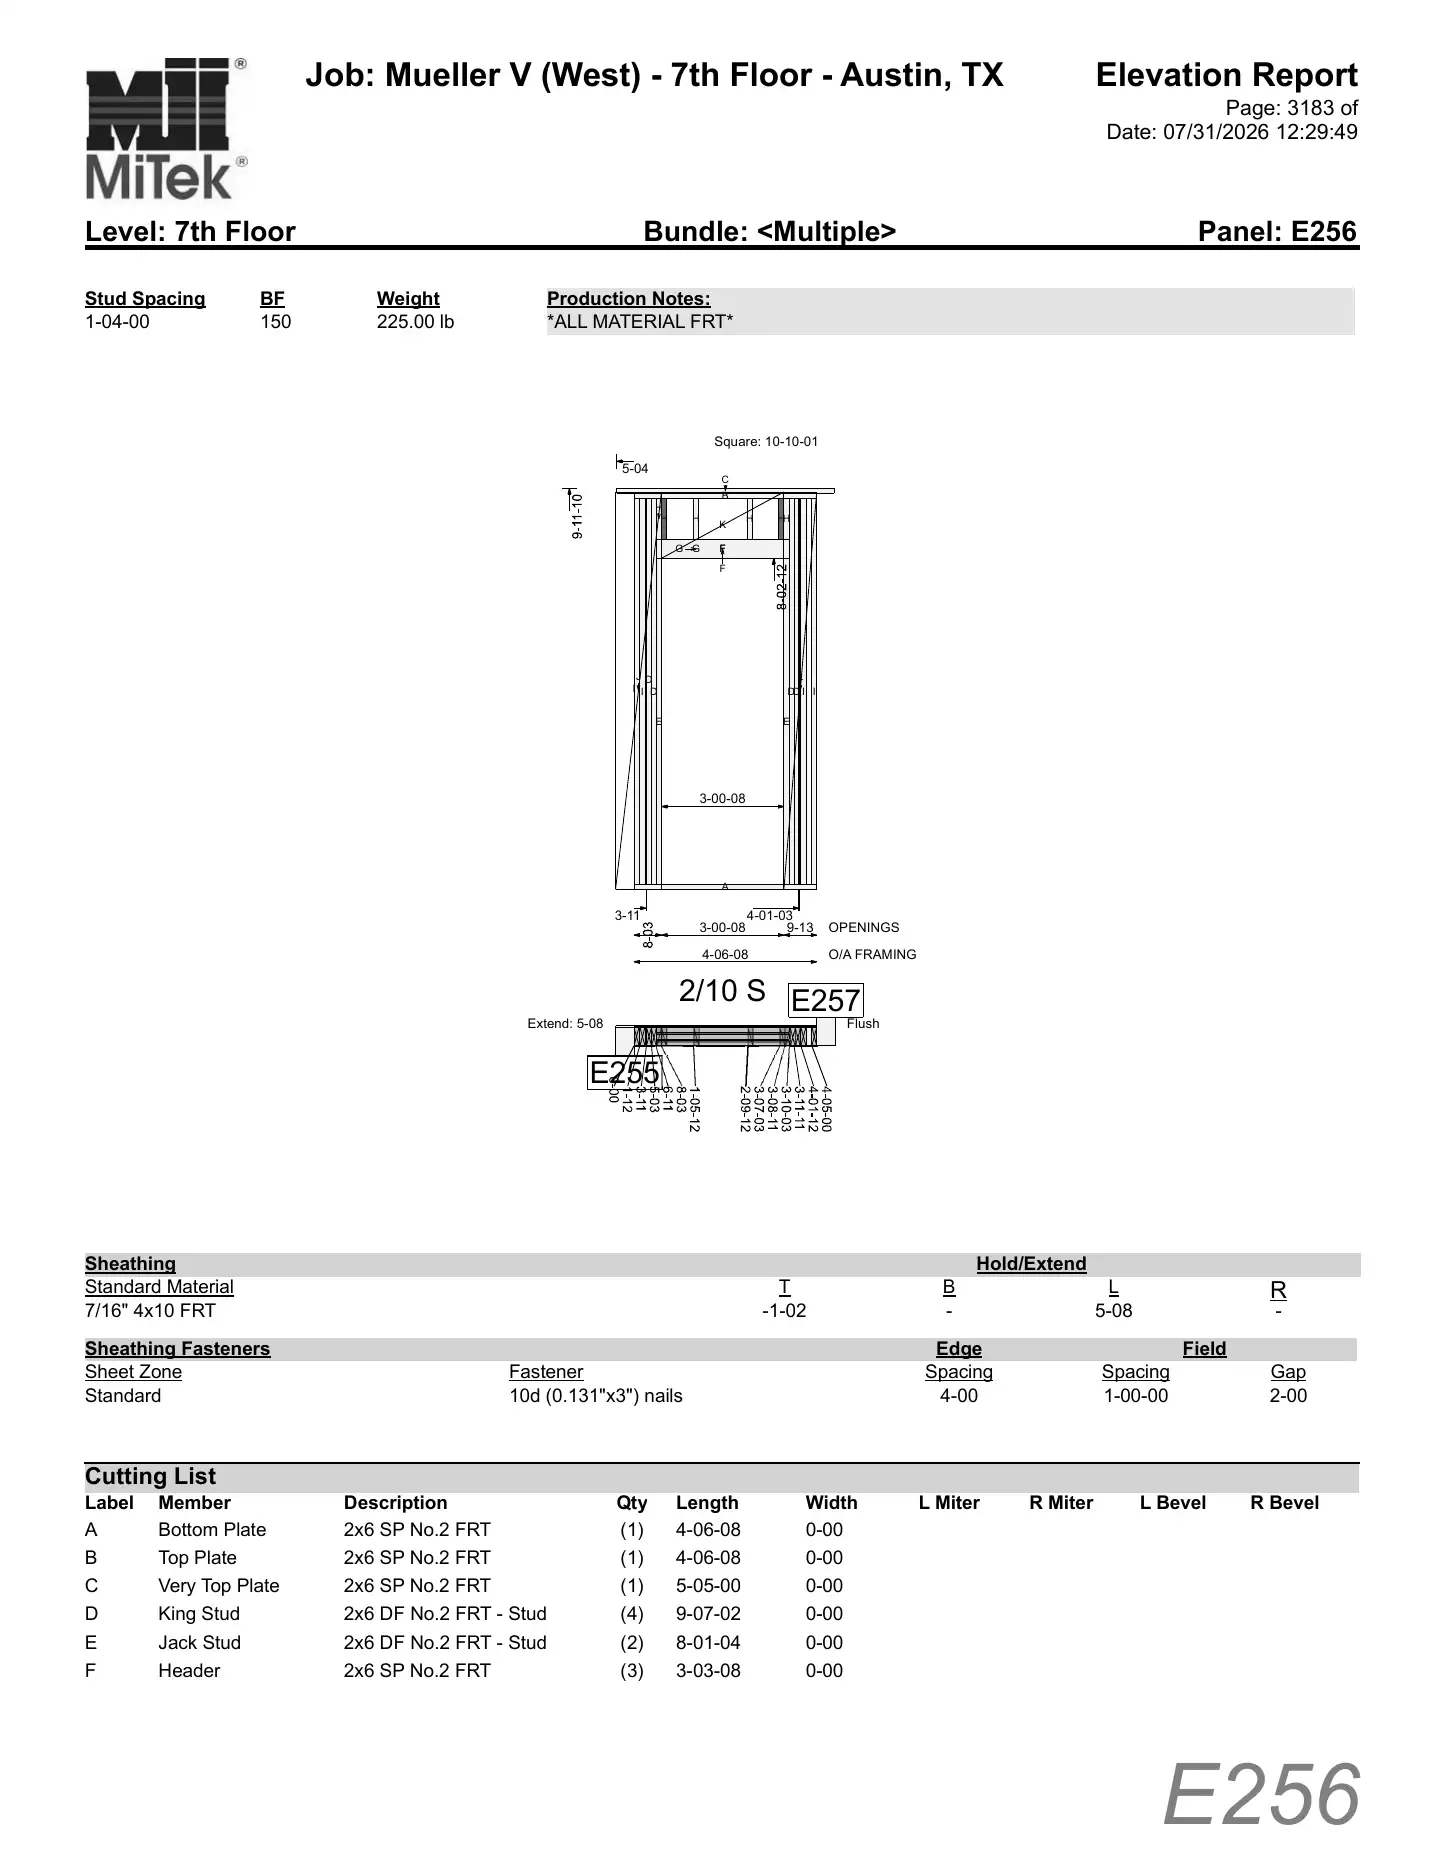 Job: Mueller V (West) - 7th Floor - Austin, TX
Elevation Report
Page: 3183 of
Date: 07/31/2026 12:29:49
MiTek
Level: 7th Floor Bundle: <Multiple> Panel: E256
Stud Spacing BF Weight Production Notes:
1-04-00 150 225.00 lb *ALL MATERIAL FRT*
Square: 10-10-01
5-04
C
9-11-10
K
G G F
F
8-02-12
E E
3-00-08
A
3-11 4-01-03
8-03 3-00-08 9-13 OPENINGS
4-06-08 O/A FRAMING
2/10 S
E257
Extend: 5-08 Flush
E255
1-12 3-11 5-03 6-11 8-03 1-05-12 2-09-12 3-07-03 3-08-11 3-10-03 3-11-11 4-01-12 4-05-00
Sheathing Hold/Extend
Standard Material T B L R
7/16" 4x10 FRT -1-02 - 5-08 -
Sheathing Fasteners Edge Field
Sheet Zone Fastener Spacing Spacing Gap
Standard 10d (0.131"x3") nails 4-00 1-00-00 2-00
Cutting List
Label Member Description Qty Length Width L Miter R Miter L Bevel R Bevel
A Bottom Plate 2x6 SP No.2 FRT (1) 4-06-08 0-00
B Top Plate 2x6 SP No.2 FRT (1) 4-06-08 0-00
C Very Top Plate 2x6 SP No.2 FRT (1) 5-05-00 0-00
D King Stud 2x6 DF No.2 FRT - Stud (4) 9-07-02 0-00
E Jack Stud 2x6 DF No.2 FRT - Stud (2) 8-01-04 0-00
F Header 2x6 SP No.2 FRT (3) 3-03-08 0-00
E256